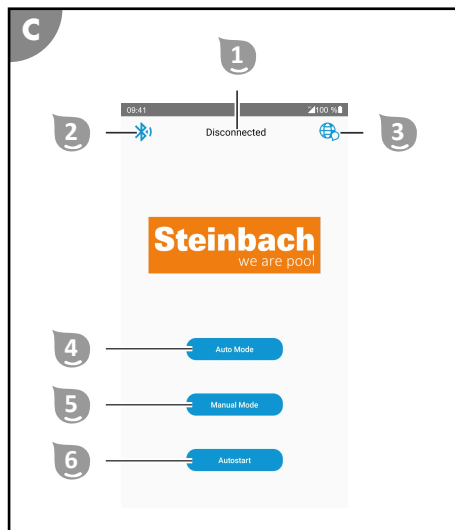 C
1
09:41 100 %
2 Disconnected 3
Steinbach
we are pool
4 Auto Mode
5 Manual Mode
6 Autostart